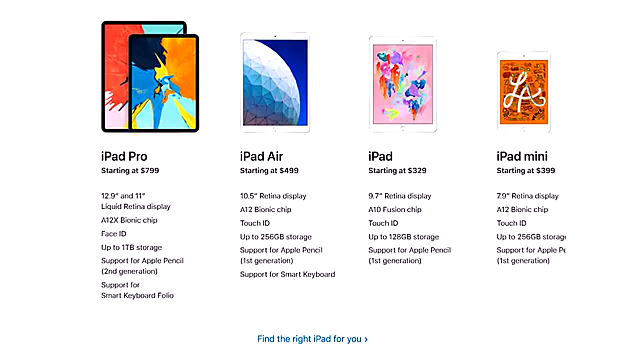 iPad Pro
Starting at $799
12.9″ and 11″
Liquid Retina display
A12X Bionic chip
Face ID
Up to 1TB storage
Support for Apple Pencil
(2nd generation)
Support for
Smart Keyboard Folio
iPad Air
Starting at $499
10.5″ Retina display
A12 Bionic chip
Touch ID
Up to 256GB storage
Support for Apple Pencil
(1st generation)
Support for Smart Keyboard
iPad
Starting at $329
9.7″ Retina display
A10 Fusion chip
Touch ID
Up to 128GB storage
Support for Apple Pencil
(1st generation)
iPad mini
Starting at $399
7.9″ Retina display
A12 Bionic chip
Touch ID
Up to 256GB storage
Support for Apple Pe
(1st generation)
Find the right iPad for you ›